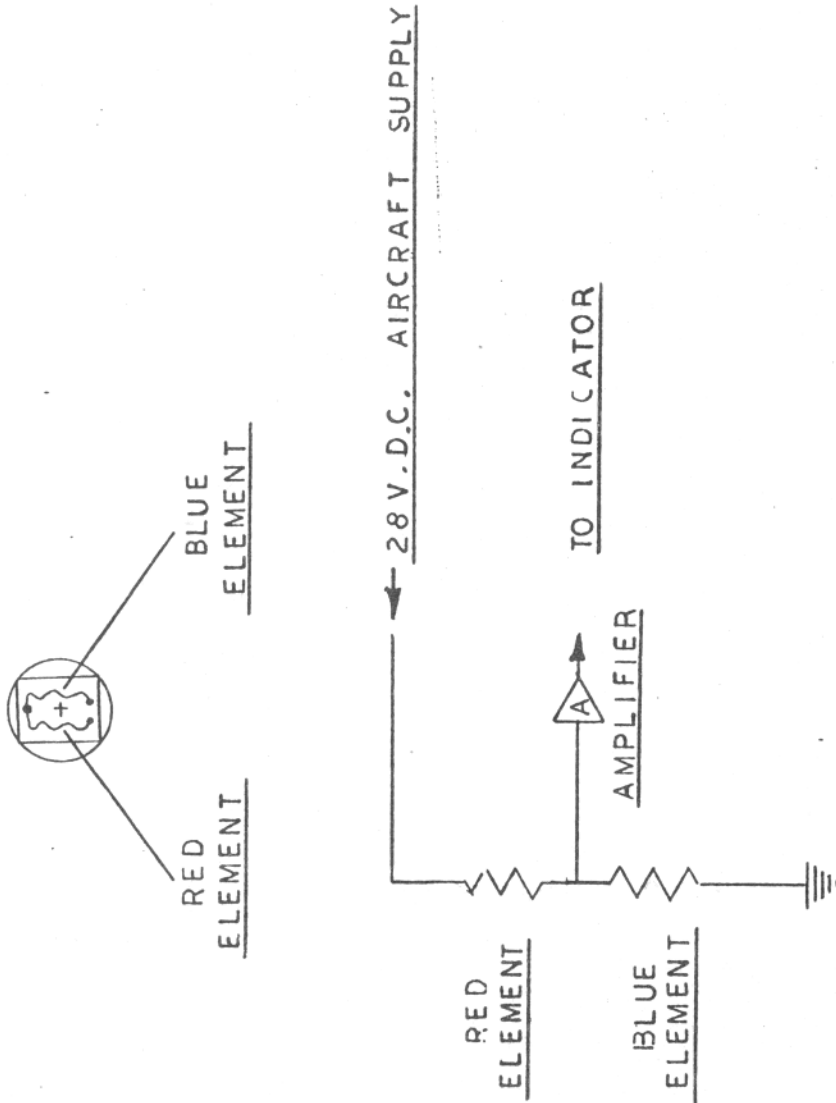 RED
ELEMENT
BLUE
ELEMENT
+
28 V. D.C. AIRCRAFT SUPPLY
RED
ELEMENT
A
AMPLIFIER
TO INDICATOR
BLUE
ELEMENT